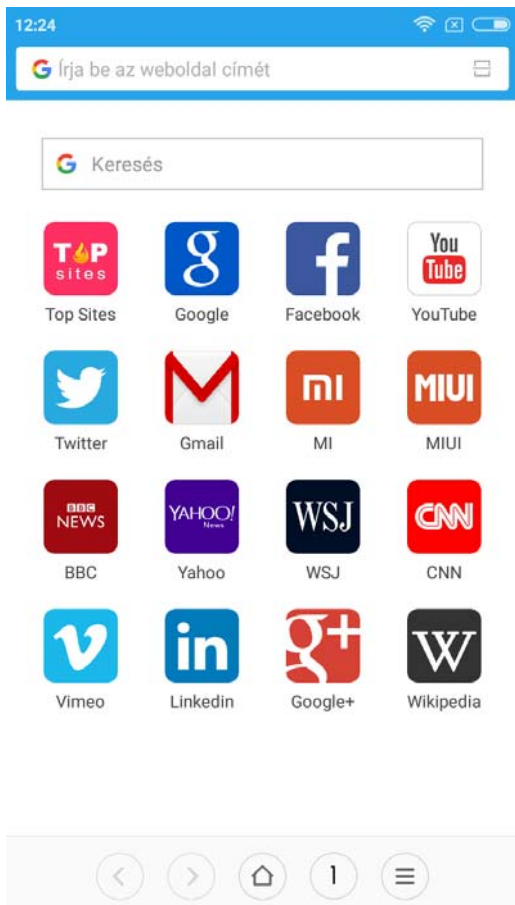 12:24
Írja be az weboldal címét
Keresés
TOP
sites
g
f
You
Tube
Top Sites
Google
Facebook
YouTube
M
mi
MIUI
Twitter
Gmail
MI
MIUI
BBC
NEWS
YAHOO!
News
WSJ
CNN
BBC
Yahoo
WSJ
CNN
v
in
g+
W
Vimeo
Linkedin
Google+
Wikipedia
1